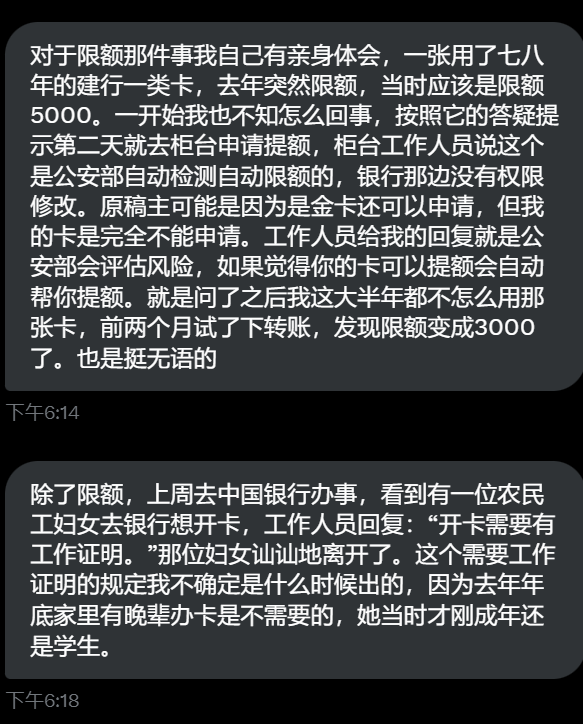 对于限额那件事我自己有亲身体会，一张用了七八
年的建行一类卡，去年突然限额，当时应该是限额
5000。一开始我也不知怎么回事，按照它的答疑提
示第二天就去柜台申请提额，柜台工作人员说这个
是公安部自动检测自动限额的，银行那边没有权限
修改。原稿主可能是因为是金卡还可以申请，但我
的卡是完全不能申请。工作人员给我的回复就是公
安部会评估风险，如果觉得你的卡可以提额会自动
帮你提额。就是问了之后我这大半年都不怎么用那
张卡，前两个月试了下转账，发现限额变成3000
了。也是挺无语的
下午6:14
除了限额，上周去中国银行办事，看到有一位农民
工妇女去银行想开卡，工作人员回复：“开卡需要有
工作证明。”那位妇女讪讪地离开了。这个需要工作
证明的规定我不确定是什么时候出的，因为去年年
底家里有晚辈办卡是不需要的，她当时才刚成年还
是学生。
下午6:18